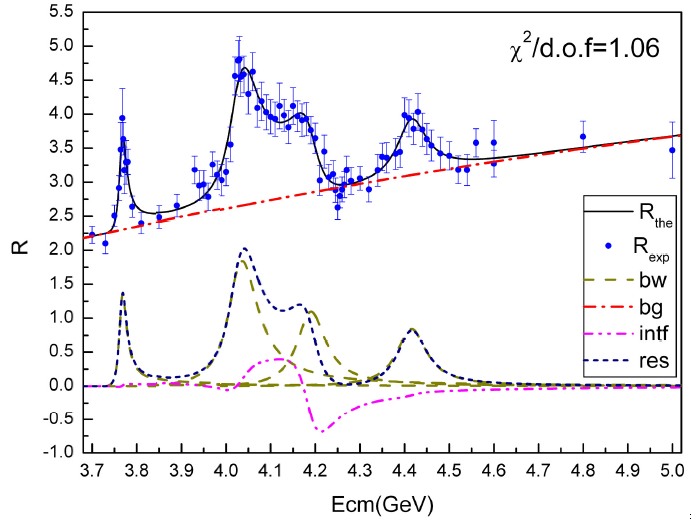 5.5
5.0
4.5
4.0
3.5
3.0
2.5
2.0
1.5
1.0
0.5
0.0
-0.5
-1.0
R
χ²/d.o.f=1.06
R_the
R_exp
bw
bg
intf
res
3.7 3.8 3.9 4.0 4.1 4.2 4.3 4.4 4.5 4.6 4.7 4.8 4.9 5.0
Ecm(GeV)